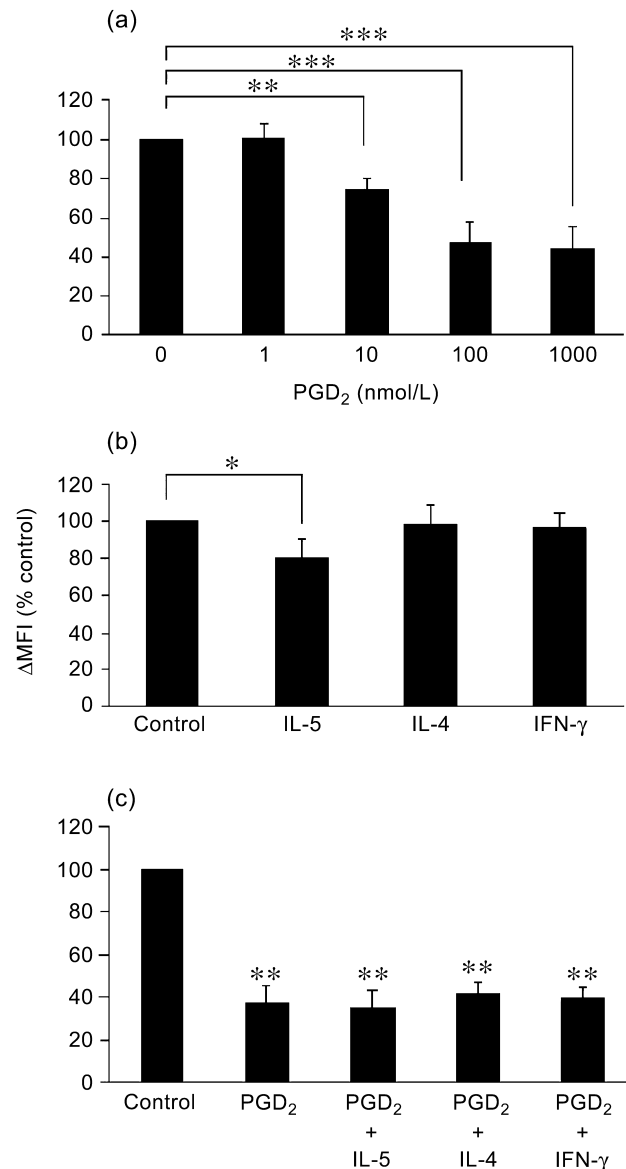 (a)
***
***
**
120
100
80
60
40
20
0
0 1 10 100 1000
PGD₂ (nmol/L)
ΔMFI (% control)
(b)
*
120
100
80
80
40
80
0
Control IL-5 IL-4 IFN-γ
(c)
120
100
80
60
40
20
0
** ** ** **
Control PGD₂ PGD₂ PGD₂ PGD₂
+ + +
IL-5 IL-4 IFN-γ